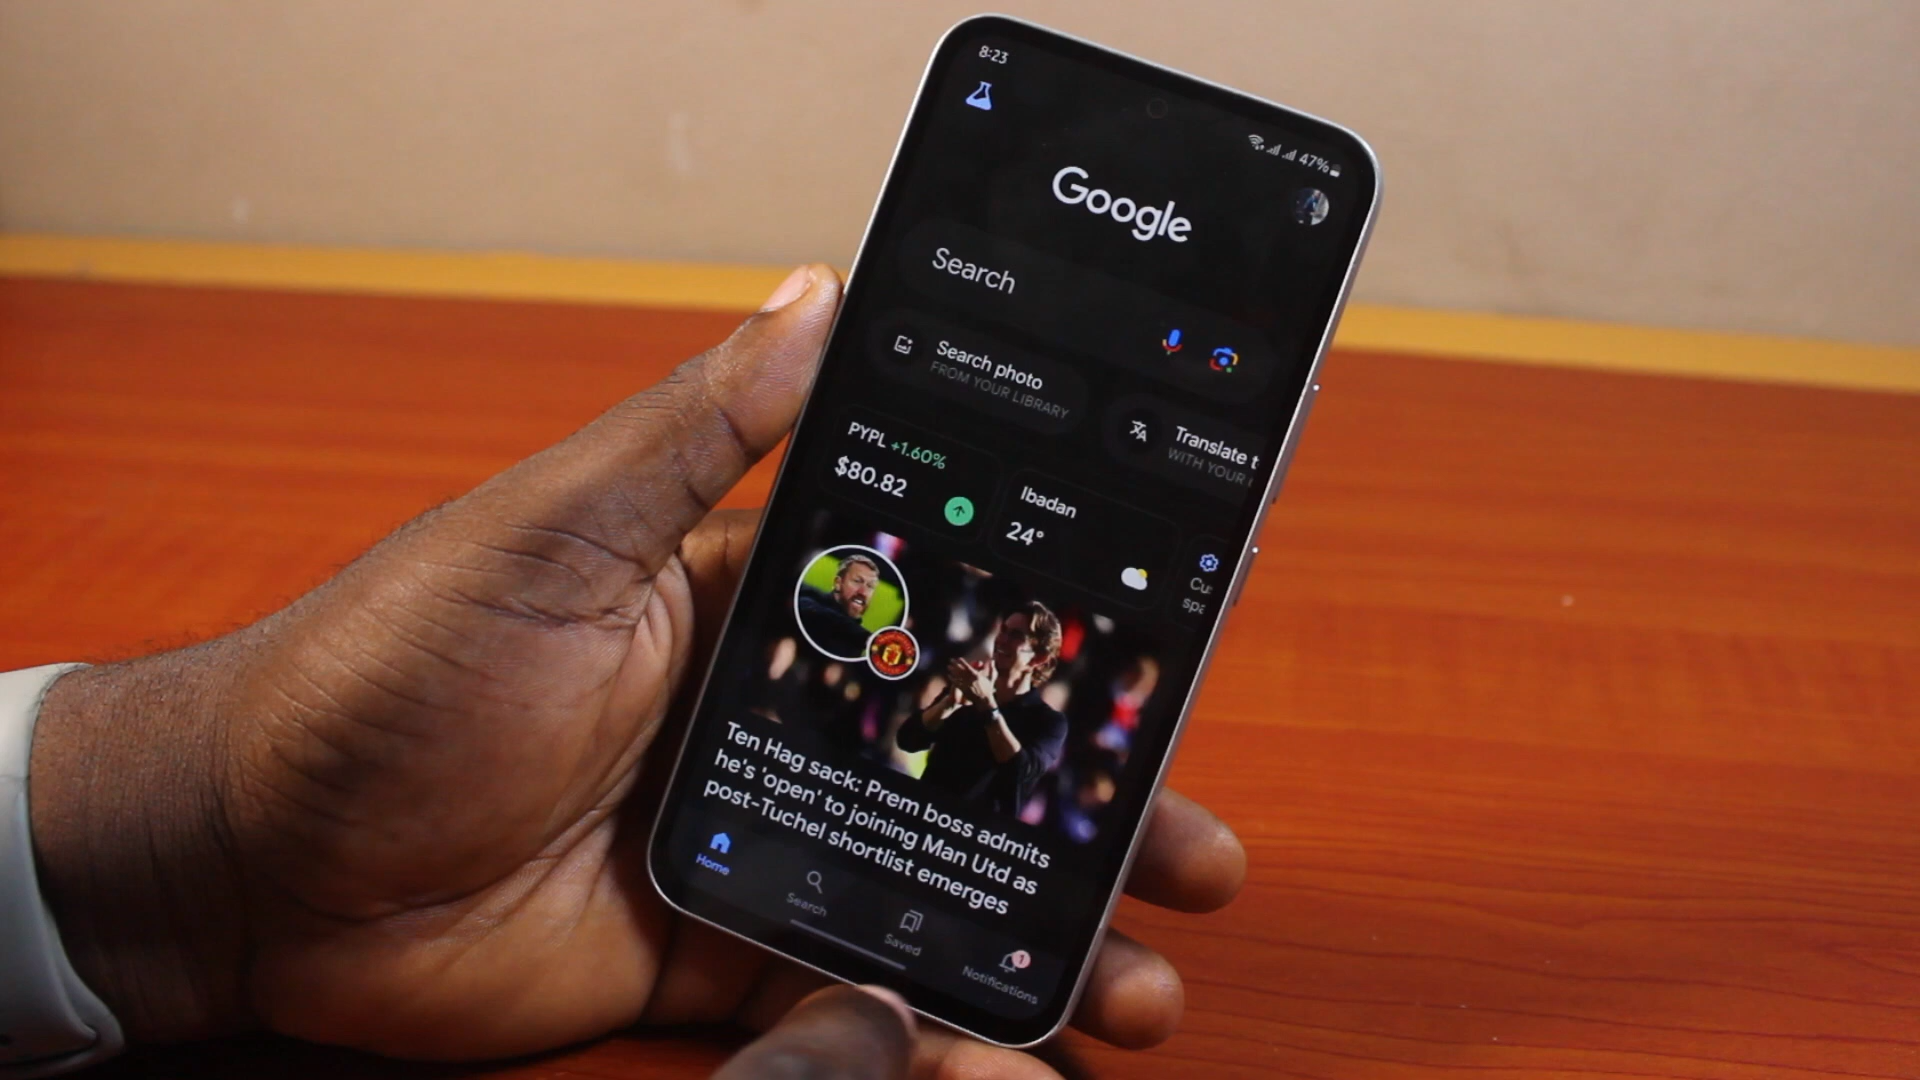 8:23
47%
Google
Search
Search photo
FROM YOUR LIBRARY
Translate t
WITH YOUR
PYPL +1.60%
$80.82
Ibadan
24°
Cu
spa
Ten Hag sack: Prem boss admits
he's 'open' to joining Man Utd as
post-Tuchel shortlist emerges
Home
Search
Saved
1
Notifications